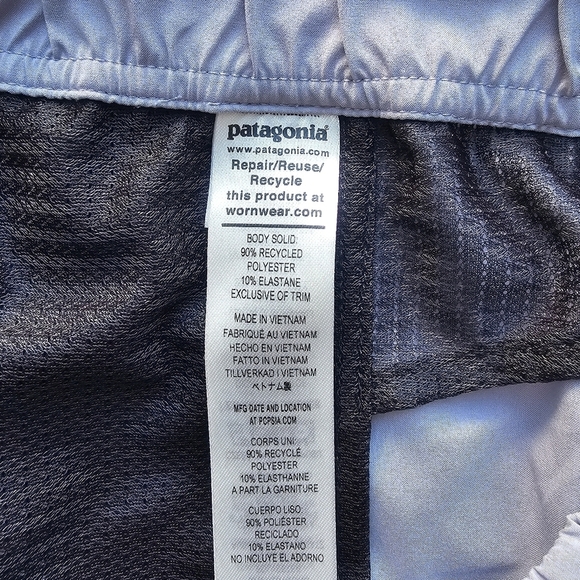 patagonia®
www.patagonia.com
Repair/Reuse/
Recycle
this product at
wornwear.com
BODY SOLID:
90% RECYCLED
POLYESTER
10% ELASTANE
EXCLUSIVE OF TRIM
MADE IN VIETNAM
FABRIQUÉ AU VIETNAM
HECHO EN VIETNAM
FATTO IN VIETNAM
TILLVERKAD I VIETNAM
ベトナム製
MFG DATE AND LOCATION
AT PCPSIA.COM
CORPS UNI:
90% RECYCLÉ
POLYESTER
10% ELASTHANNE
A PART LA GARNITURE
CUERPO LISO:
90% POLIÉSTER
RECICLADO
10% ELASTANO
NO INCLUYE EL ADORNO